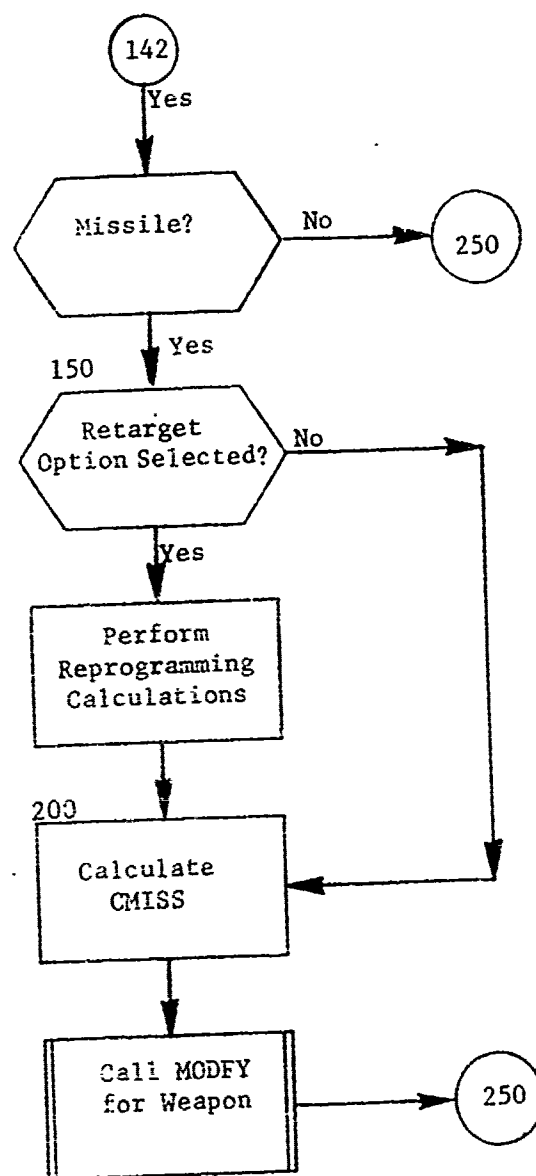 142
Yes
Missile?
No
250
Yes
150
Retarget
Option Selected?
No
Yes
Perform
Reprogramming
Calculations
200
Calculate
CMISS
Call MODFY
for Weapon
250